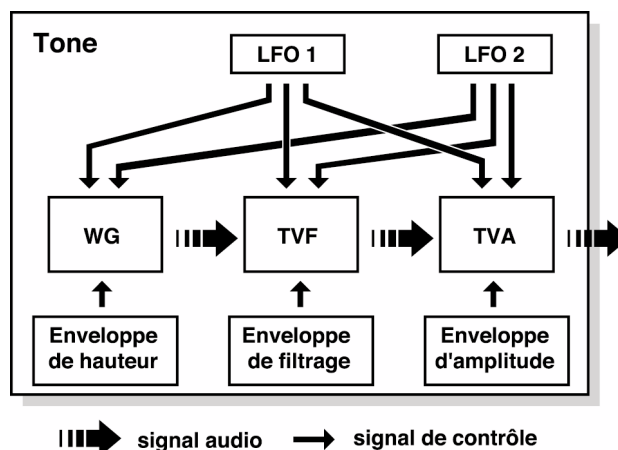 Tone
LFO 1
LFO 2
WG
TVF
TVA
Enveloppe
de hauteur
Enveloppe
de filtrage
Enveloppe
d'amplitude
signal audio
signal de contrôle